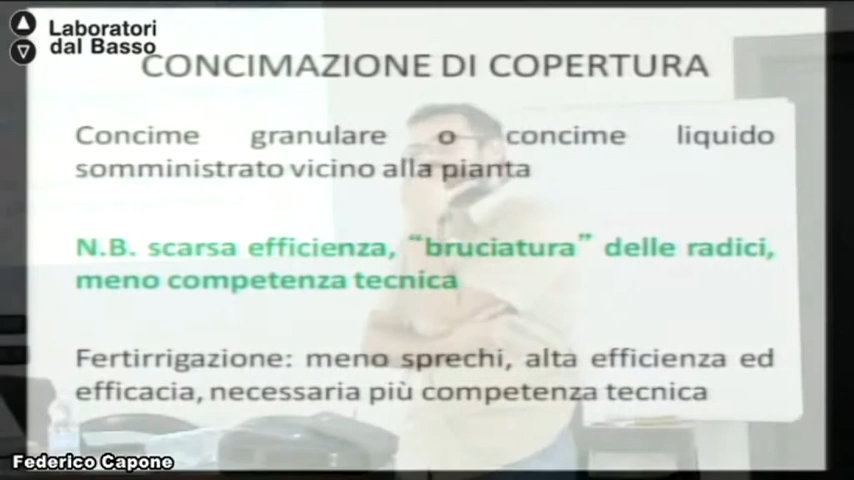 Laboratori
dal Basso
CONCIMAZIONE DI COPERTURA
Concime granulare o concime liquido
somministrato vicino alla pianta
N.B. scarsa efficienza, “bruciatura” delle radici,
meno competenza tecnica
Fertirrigazione: meno sprechi, alta efficienza ed
efficacia, necessaria più competenza tecnica
Federico Capone